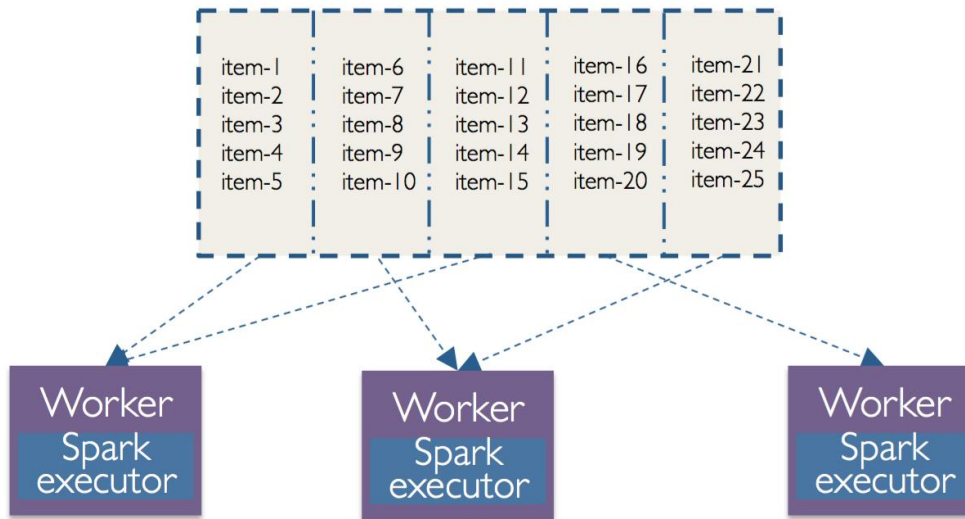 item-1
item-2
item-3
item-4
item-5
item-6
item-7
item-8
item-9
item-10
item-11
item-12
item-13
item-14
item-15
item-16
item-17
item-18
item-19
item-20
item-21
item-22
item-23
item-24
item-25
Worker
Spark
executor
Worker
Spark
executor
Worker
Spark
executor